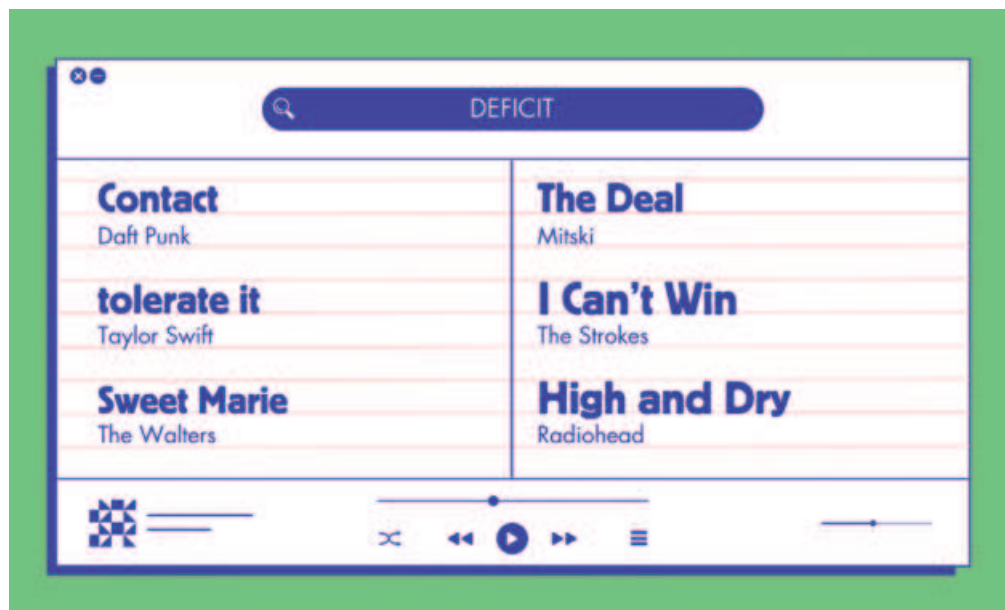 DEFICIT
Contact
Daft Punk
tolerate it
Taylor Swift
Sweet Marie
The Walters
The Deal
Mitski
I Can't Win
The Strokes
High and Dry
Radiohead